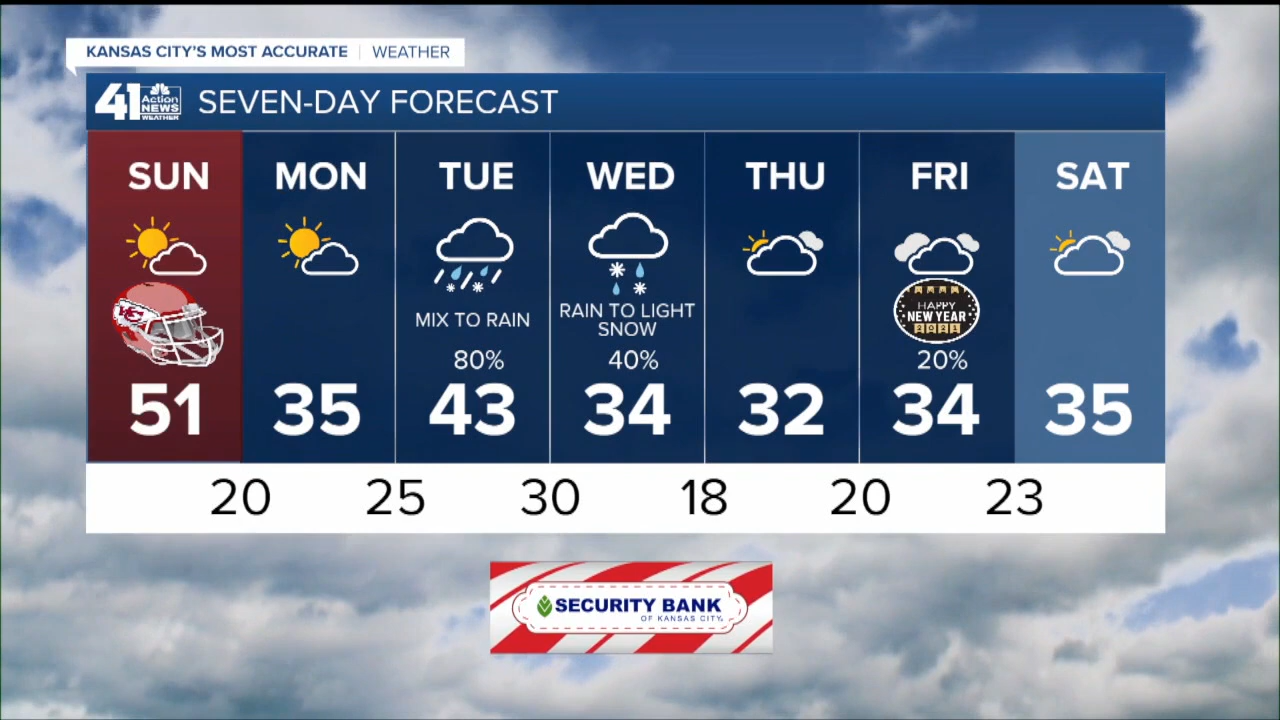 KANSAS CITY'S MOST ACCURATE | WEATHER
41 Action NEWS WEATHER
SEVEN-DAY FORECAST
SUN MON TUE WED THU FRI SAT
KC
MIX TO RAIN
RAIN TO LIGHT
SNOW
HAPPY
NEW YEAR
2021
80% 40% 20%
51 35 43 34 32 34 35
20 25 30 18 20 23
SECURITY BANK
OF KANSAS CITY